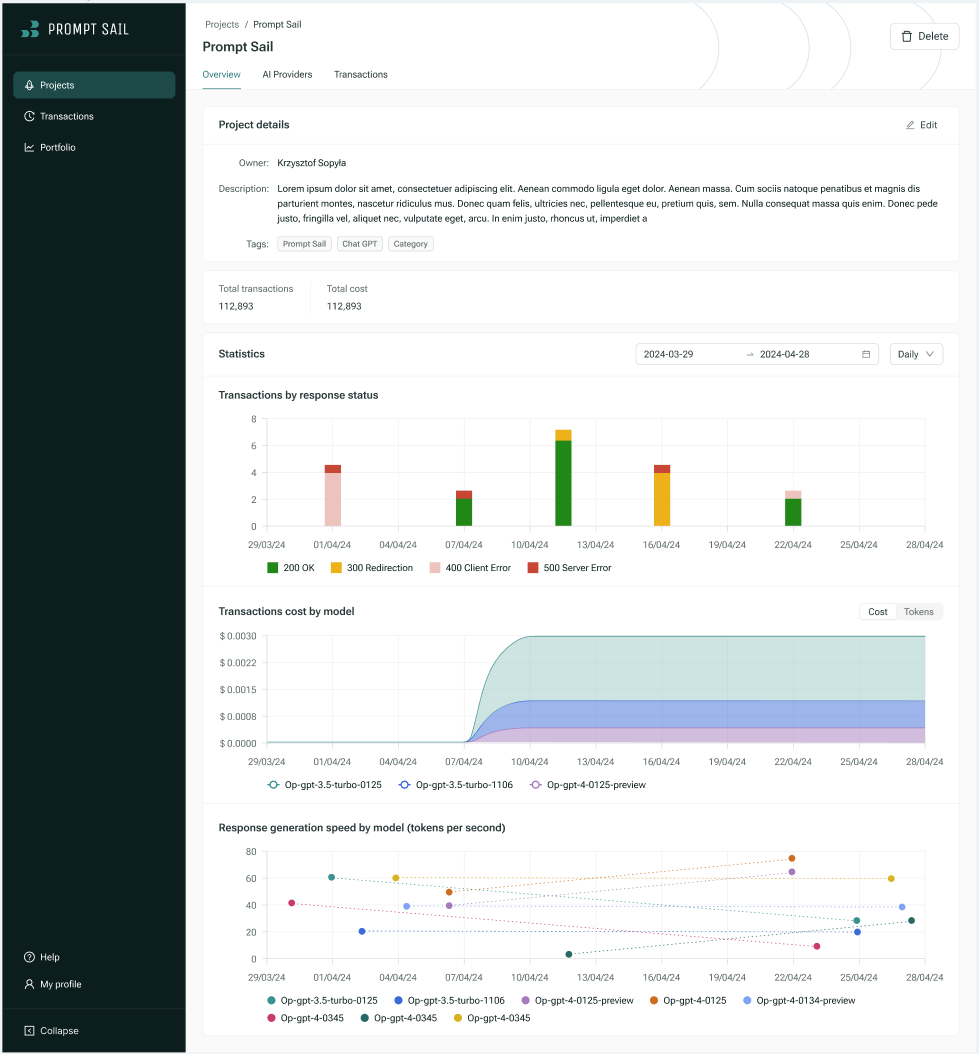 PROMPT SAIL
Projects
Transactions
Portfolio
Help
My profile
Collapse
Projects / Prompt Sail
Prompt Sail
Delete
Overview AI Providers Transactions
Project details
Edit
Owner: Krzysztof Sopyła
Description: Lorem ipsum dolor sit amet, consectetuer adipiscing elit. Aenean commodo ligula eget dolor. Aenean massa. Cum sociis natoque penatibus et magnis dis
parturient montes, nascetur ridiculus mus. Donec quam felis, ultricies nec, pellentesque eu, pretium quis, sem. Nulla consequat massa quis enim. Donec pede
justo, fringilla vel, aliquet nec, vulputate eget, arcu. In enim justo, rhoncus ut, imperdiet a
Tags: Prompt Sail Chat GPT Category
Total transactions Total cost
112,893 112,893
Statistics
2024-03-29 → 2024-04-28
Daily
Transactions by response status
8
6
4
2
0
29/03/24 01/04/24 04/04/24 07/04/24 10/04/24 13/04/24 16/04/24 19/04/24 22/04/24 25/04/24 28/04/24
200 OK 300 Redirection 400 Client Error 500 Server Error
Transactions cost by model
Cost Tokens
$ 0.0030
$ 0.0022
$ 0.0015
$ 0.0008
$ 0.0000
29/03/24 01/04/24 04/04/24 07/04/24 10/04/24 13/04/24 16/04/24 19/04/24 22/04/24 25/04/24 28/04/24
Op-gpt-3.5-turbo-0125 Op-gpt-3.5-turbo-1106 Op-gpt-4-0125-preview
Response generation speed by model (tokens per second)
80
60
40
20
0
29/03/24 01/04/24 04/04/24 07/04/24 10/04/24 13/04/24 16/04/24 19/04/24 22/04/24 25/04/24 28/04/24
Op-gpt-3.5-turbo-0125 Op-gpt-3.5-turbo-1106 Op-gpt-4-0125-preview Op-gpt-4-0125 Op-gpt-4-0134-preview
Op-gpt-4-0345 Op-gpt-4-0345 Op-gpt-4-0345